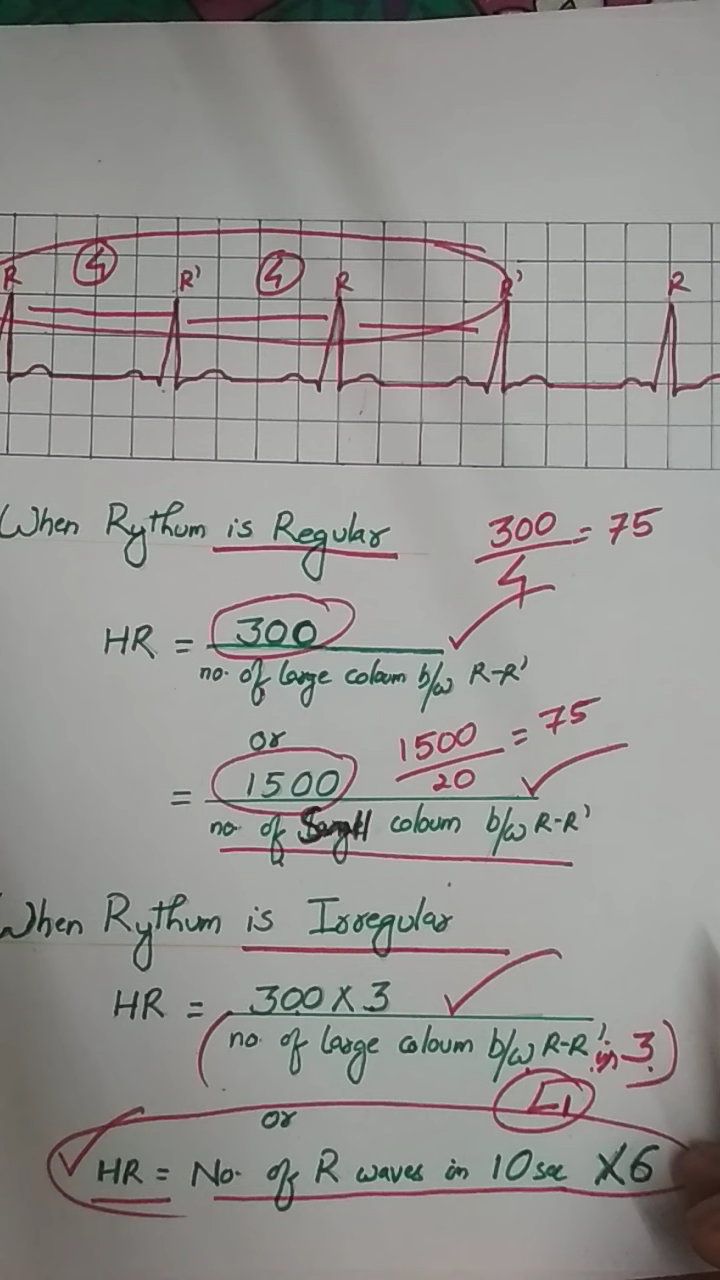 R 4 R' 4 R R' R
When Rythum is Regular
300/4 = 75
HR = 300
no. of large coloum b/w R-R'
or
1500/20 = 75
= 1500
no. of Small coloum b/w R-R'
When Rythum is Irregular
HR = 300 X 3
(no. of large coloum b/w R-R' in 3)
or
HR = No. of R waves in 10 sec X6